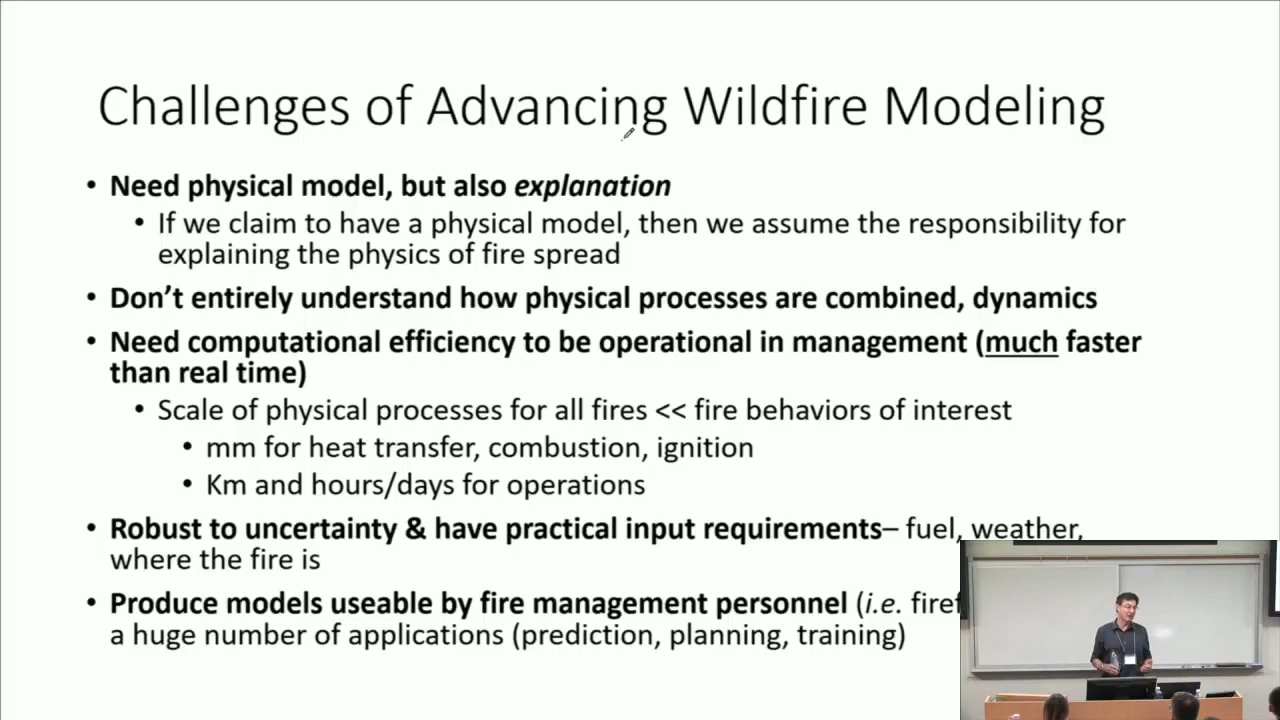 Challenges of Advancing Wildfire Modeling
• Need physical model, but also explanation
• If we claim to have a physical model, then we assume the responsibility for
explaining the physics of fire spread
• Don't entirely understand how physical processes are combined, dynamics
• Need computational efficiency to be operational in management (much faster
than real time)
• Scale of physical processes for all fires << fire behaviors of interest
• mm for heat transfer, combustion, ignition
• Km and hours/days for operations
• Robust to uncertainty & have practical input requirements– fuel, weather,
where the fire is
• Produce models useable by fire management personnel (i.e.
a huge number of applications (prediction, planning, training)